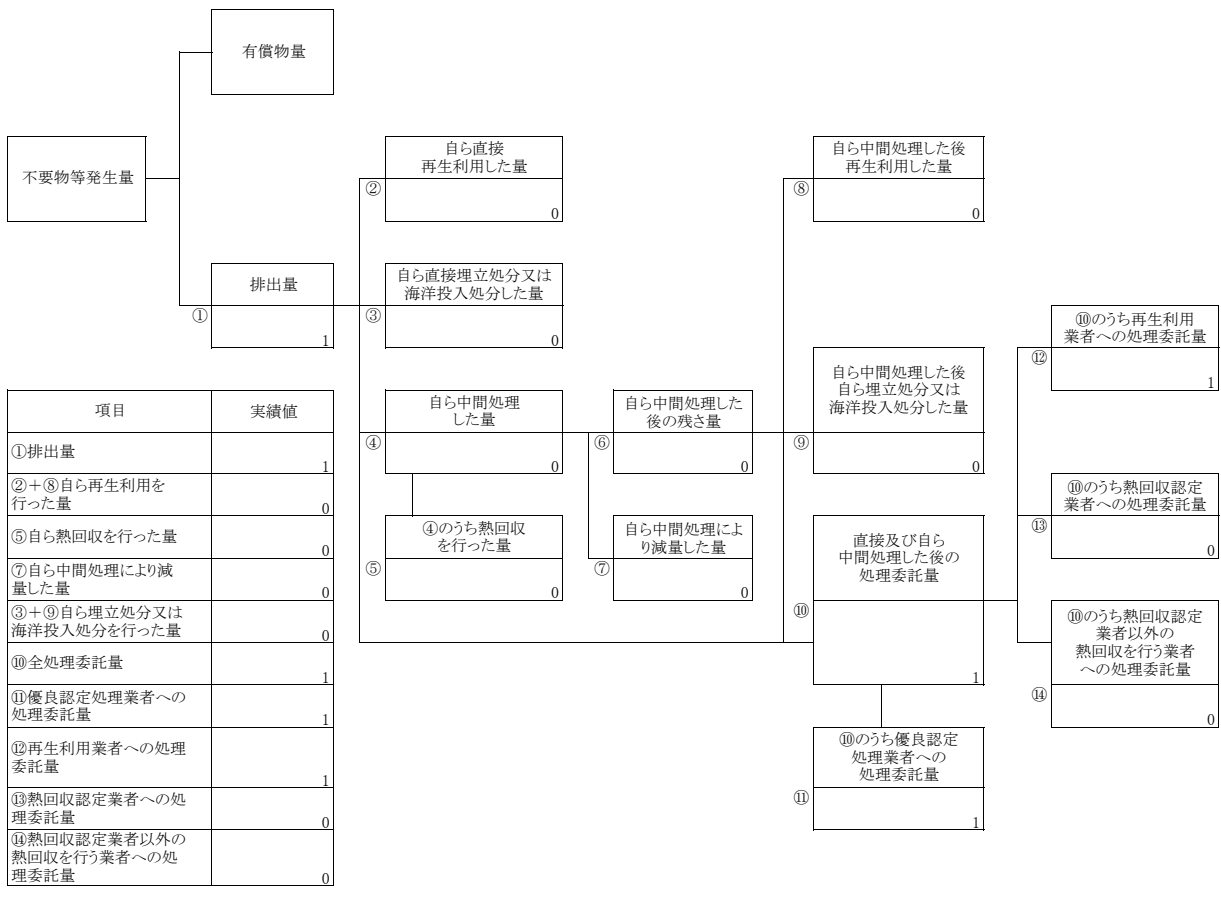 有償物量
不要物等発生量
排出量
①
1
自ら直接
再生利用した量
②
0
自ら直接埋立処分又は
海洋投入処分した量
③
0
自ら中間処理
した量
④
0
④のうち熱回収
を行った量
⑤
0
自ら中間処理した
後の残さ量
⑥
0
自ら中間処理によ
り減量した量
⑦
0
自ら中間処理した後
再生利用した量
⑧
0
自ら中間処理した後
自ら埋立処分又は
海洋投入処分した量
⑨
0
直接及び自ら
中間処理した後の
処理委託量
⑩
1
⑩のうち優良認定
処理業者への
処理委託量
⑪
1
⑩のうち再生利用
業者への処理委託量
⑫
1
⑩のうち熱回収認定
業者への処理委託量
⑬
0
⑩のうち熱回収認定
業者以外の
熱回収を行う業者
への処理委託量
⑭
0
項目 実績値
①排出量
1
②＋⑧自ら再生利用を
行った量
0
⑤自ら熱回収を行った量
0
⑦自ら中間処理により減
量した量
0
③＋⑨自ら埋立処分又は
海洋投入処分を行った量
0
⑩全処理委託量
1
⑪優良認定処理業者への
処理委託量
1
⑫再生利用業者への処理
委託量
1
⑬熱回収認定業者への処
理委託量
0
⑭熱回収認定業者以外の
熱回収を行う業者への処
理委託量
0